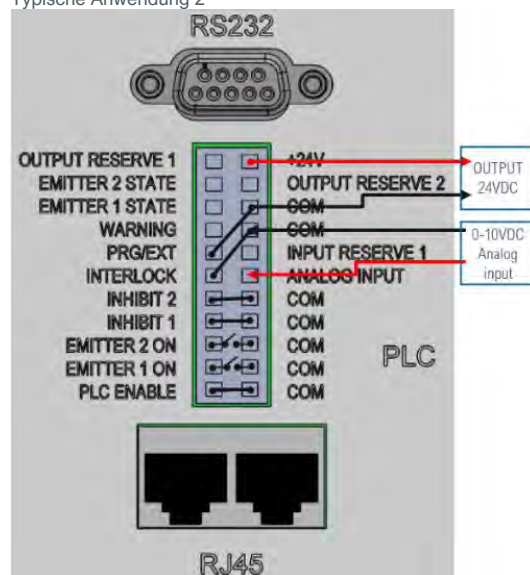 Typische Anwendung 2
RS232
OUTPUT RESERVE 1 +24V
EMITTER 2 STATE OUTPUT RESERVE 2
EMITTER 1 STATE COM
WARNING COM
PRG/EXT INPUT RESERVE 1
INTERLOCK ANALOG INPUT
INHIBIT 2 COM
INHIBIT 1 COM
EMITTER 2 ON COM
EMITTER 1 ON COM
PLC ENABLE COM
PLC
OUTPUT
24VDC
0-10VDC
Analog
input
RJ45